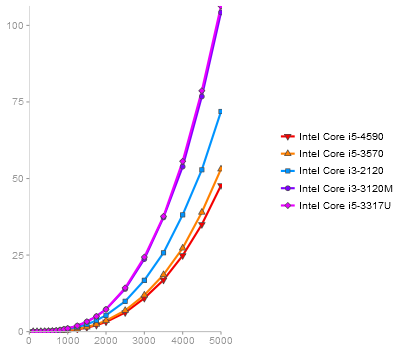 100
75
50
25
0
0
1000
2000
3000
4000
5000
Intel Core i5-4590
Intel Core i5-3570
Intel Core i3-2120
Intel Core i3-3120M
Intel Core i5-3317U